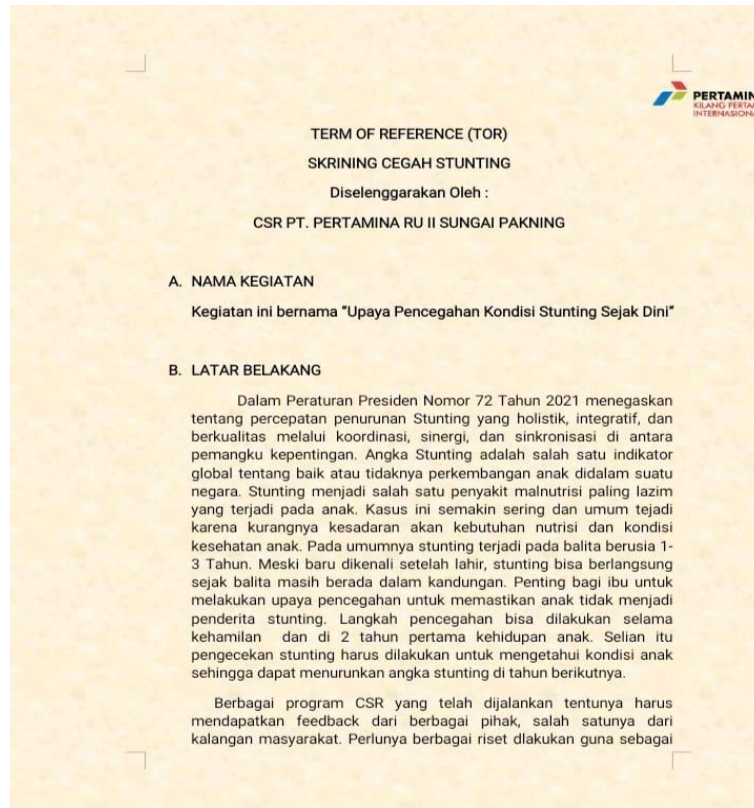 PERTAMIN
KILANG PERTAM
INTERNASIONA
TERM OF REFERENCE (TOR)
SKRINING CEGAH STUNTING
Diselenggarakan Oleh :
CSR PT. PERTAMINA RU II SUNGAI PAKNING
A. NAMA KEGIATAN
Kegiatan ini bernama “Upaya Pencegahan Kondisi Stunting Sejak Dini”
B. LATAR BELAKANG
Dalam Peraturan Presiden Nomor 72 Tahun 2021 menegaskan
tentang percepatan penurunan Stunting yang holistik, integratif, dan
berkualitas melalui koordinasi, sinergi, dan sinkronisasi di antara
pemangku kepentingan. Angka Stunting adalah salah satu indikator
global tentang baik atau tidaknya perkembangan anak didalam suatu
negara. Stunting menjadi salah satu penyakit malnutrisi paling lazim
yang terjadi pada anak. Kasus ini semakin sering dan umum tejadi
karena kurangnya kesadaran akan kebutuhan nutrisi dan kondisi
kesehatan anak. Pada umumnya stunting terjadi pada balita berusia 1-
3 Tahun. Meski baru dikenali setelah lahir, stunting bisa berlangsung
sejak balita masih berada dalam kandungan. Penting bagi ibu untuk
melakukan upaya pencegahan untuk memastikan anak tidak menjadi
penderita stunting. Langkah pencegahan bisa dilakukan selama
kehamilan dan di 2 tahun pertama kehidupan anak. Selian itu
pengecekan stunting harus dilakukan untuk mengetahui kondisi anak
sehingga dapat menurunkan angka stunting di tahun berikutnya.
Berbagai program CSR yang telah dijalankan tentunya harus
mendapatkan feedback dari berbagai pihak, salah satunya dari
kalangan masyarakat. Perlunya berbagai riset dlakukan guna sebagai